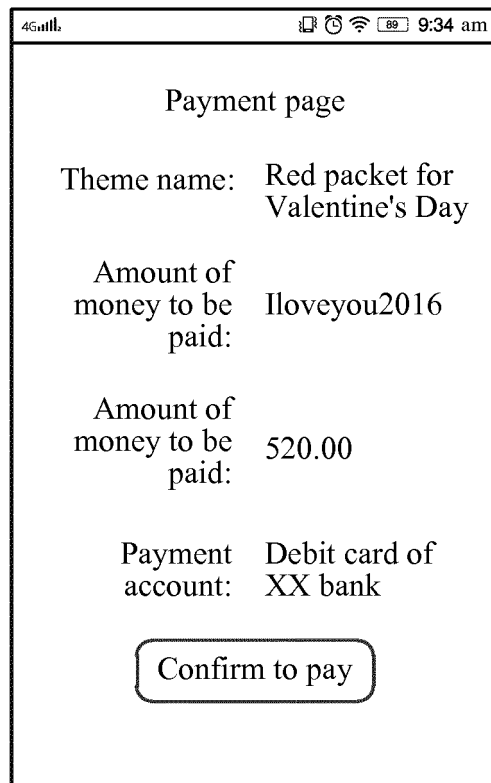 4G 89 9:34 am
Payment page
Theme name:
Red packet for
Valentine's Day
Amount of
money to be
paid:
Iloveyou2016
Amount of
money to be
paid:
520.00
Payment
account:
Debit card of
XX bank
Confirm to pay